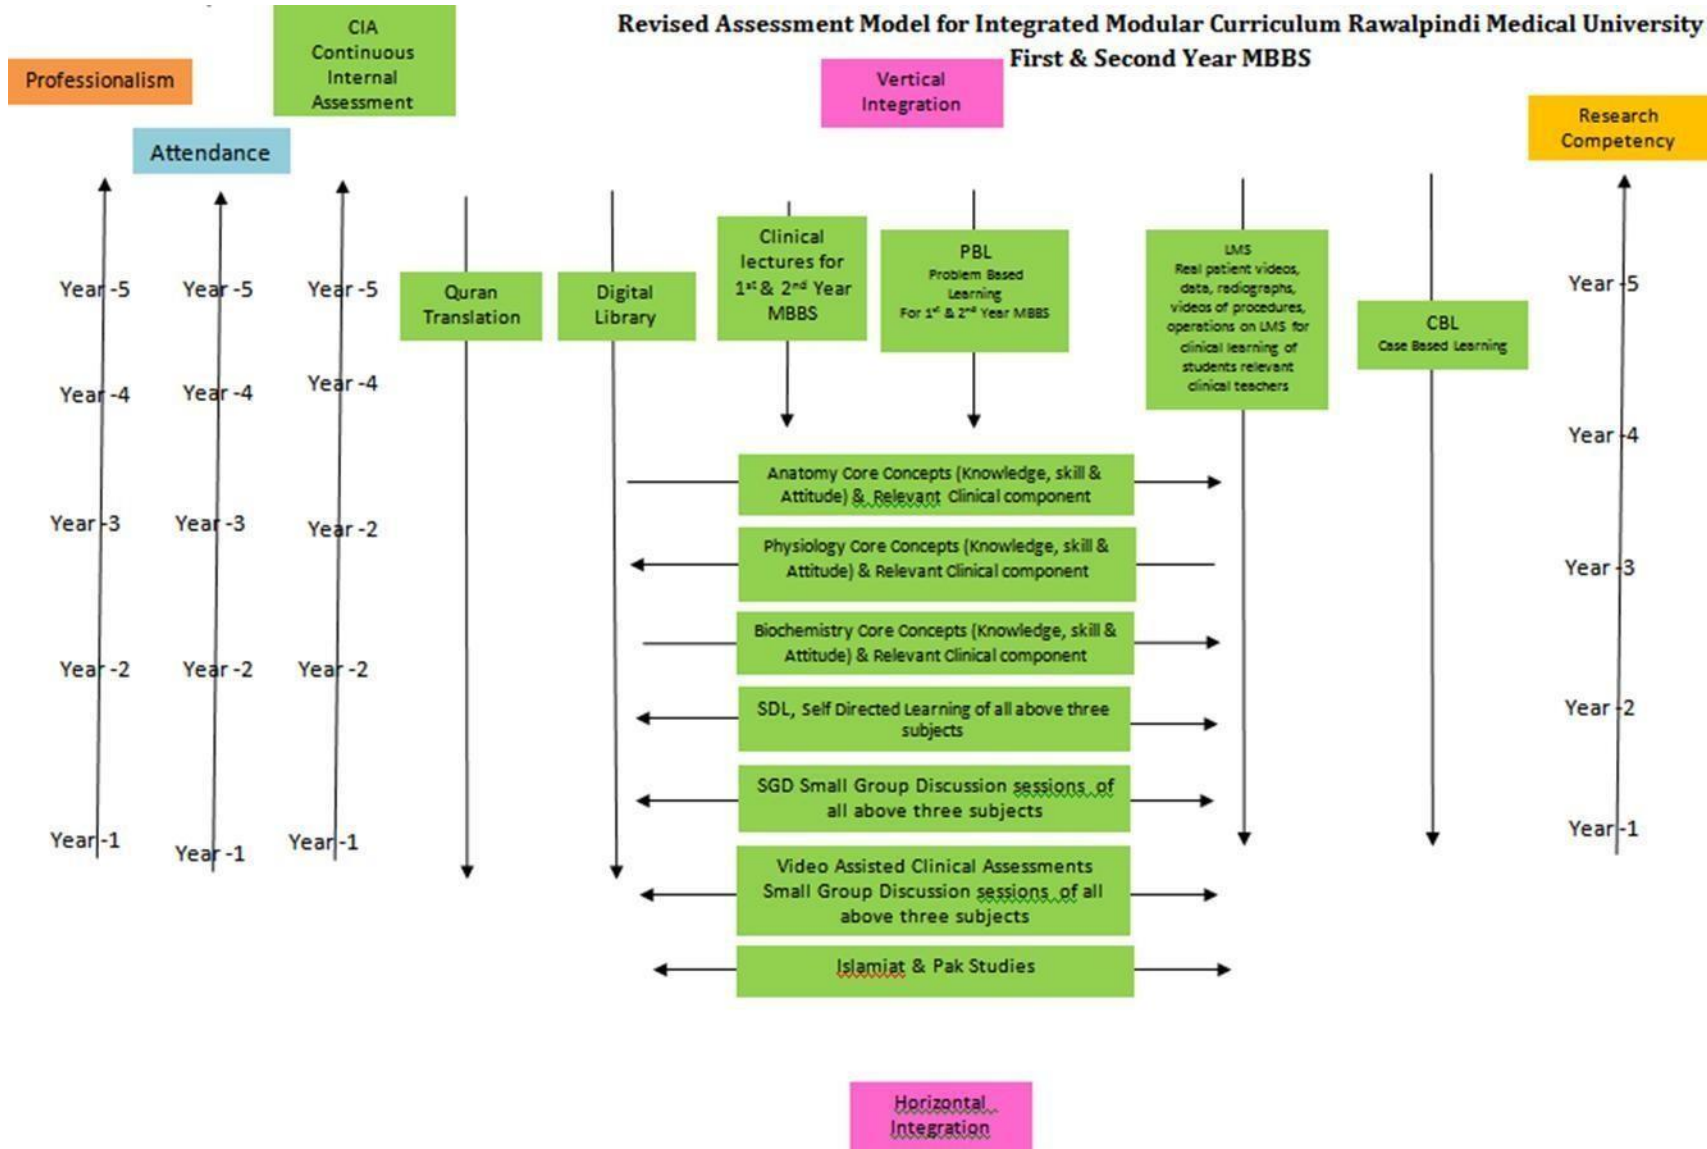 Revised Assessment Model for Integrated Modular Curriculum Rawalpindi Medical University
First & Second Year MBBS
Professionalism
Attendance
CIA
Continuous
Internal
Assessment
Vertical
Integration
Research
Competency
Year -5
Year -4
Year -3
Year -2
Year -1
Year -5
Year -4
Year -3
Year -2
Year -1
Year -5
Year -4
Year -2
Year -2
Year -1
Quran
Translation
Digital
Library
Clinical
lectures for
1st & 2nd Year
MBBS
PBL
Problem Based
Learning
For 1st & 2nd Year MBBS
LMS
Real patient videos,
data, radiographs,
videos of procedures,
operations on LMS for
clinical learning of
students relevant
clinical teachers
CBL
Case Based Learning
Year -5
Year -4
Year -3
Year -2
Year -1
Anatomy Core Concepts (Knowledge, skill &
Attitude) & Relevant Clinical component
Physiology Core Concepts (Knowledge, skill &
Attitude) & Relevant Clinical component
Biochemistry Core Concepts (Knowledge, skill &
Attitude) & Relevant Clinical component
SDL, Self Directed Learning of all above three
subjects
SGD Small Group Discussion sessions of
all above three subjects
Video Assisted Clinical Assessments
Small Group Discussion sessions of all
above three subjects
Islamiat & Pak Studies
Horizontal
Integration